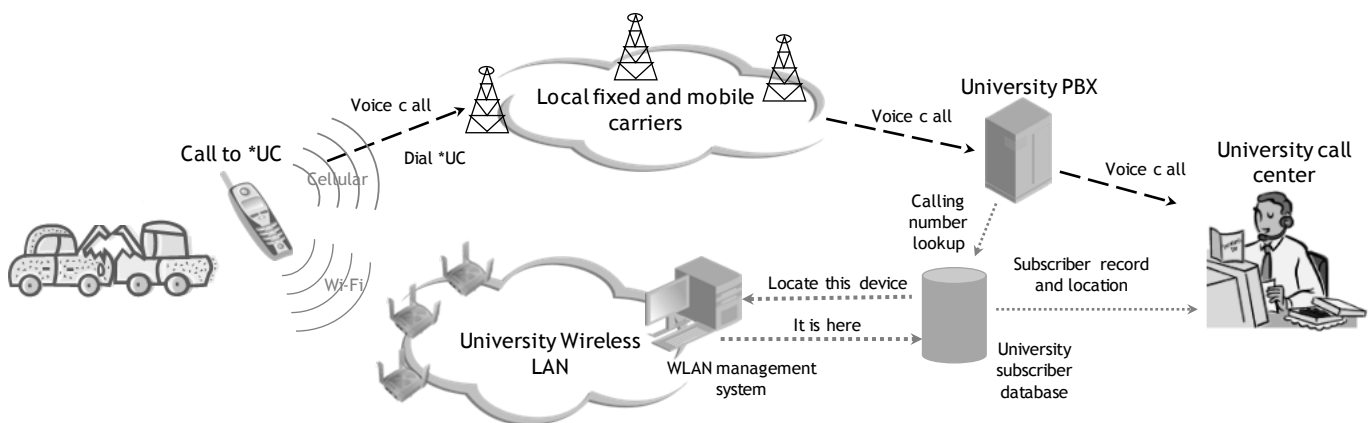 Local fixed and mobile
carriers
University PBX
Voice c all
Voice c all
Dial *UC
Call to *UC
Cellular
Wi-Fi
University call
center
Voice c all
Calling
number
lookup
Subscriber record
and location
Locate this device
It is here
University Wireless
LAN
WLAN management
system
University
subscriber
database